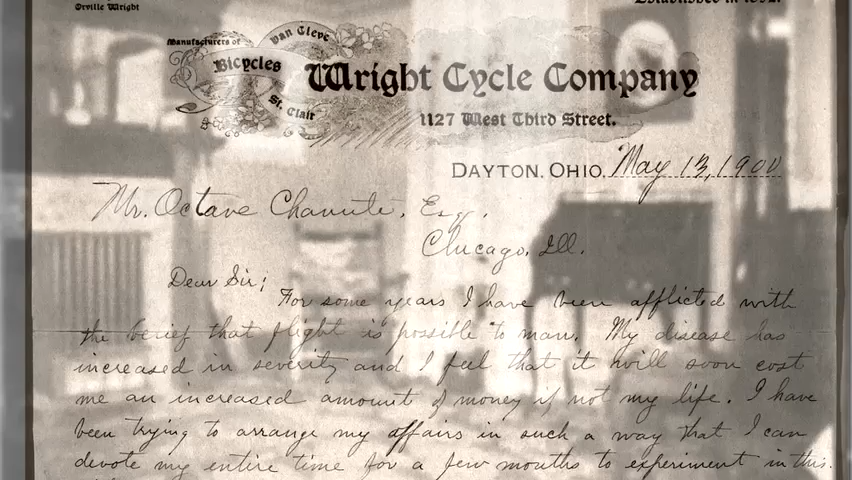 Orville Wright
Established in 1892.
Manufacturers of
Van Cleve
Bicycles
St. Clair
Wright Cycle Company
1127 West Third Street.
DAYTON, OHIO, May 13, 1900
Mr. Octave Chanute, Esq.
Chicago, Ill.
Dear Sir;
For some years I have been afflicted with
the belief that flight is possible to man. My disease has
increased in severity and I feel that it will soon cost
me an increased amount of money if not my life. I have
been trying to arrange my affairs in such a way that I can
devote my entire time for a few months to experiment in this